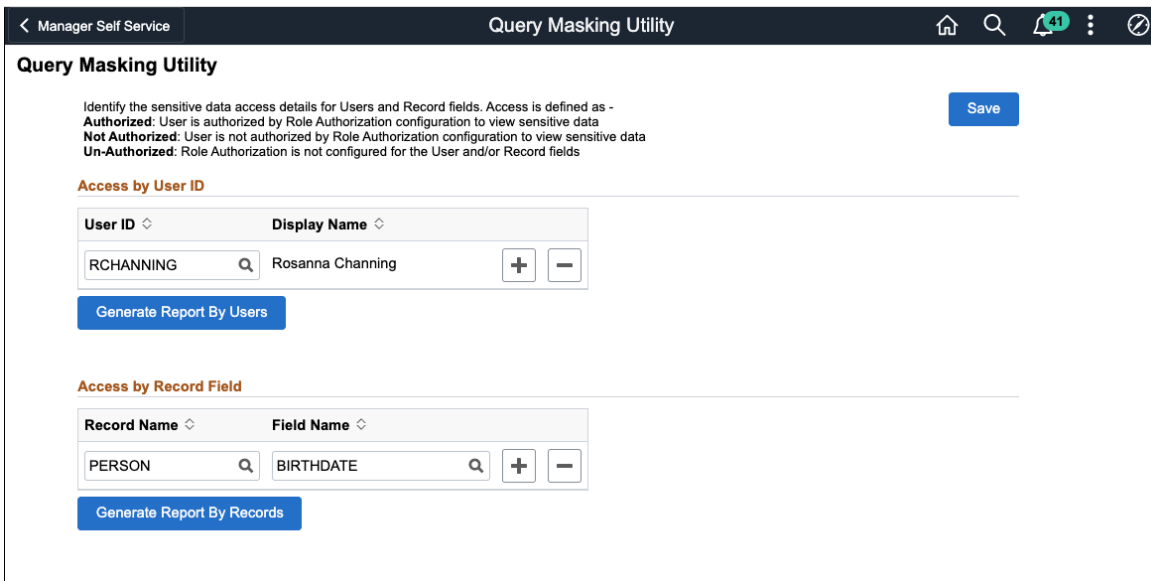 Manager Self Service
Query Masking Utility
41
Query Masking Utility
Identify the sensitive data access details for Users and Record fields. Access is defined as -
Authorized: User is authorized by Role Authorization configuration to view sensitive data
Not Authorized: User is not authorized by Role Authorization configuration to view sensitive data
Un-Authorized: Role Authorization is not configured for the User and/or Record fields
Save
Access by User ID
User ID Display Name
RCHANNING Rosanna Channing
Generate Report By Users
Access by Record Field
Record Name Field Name
PERSON BIRTHDATE
Generate Report By Records